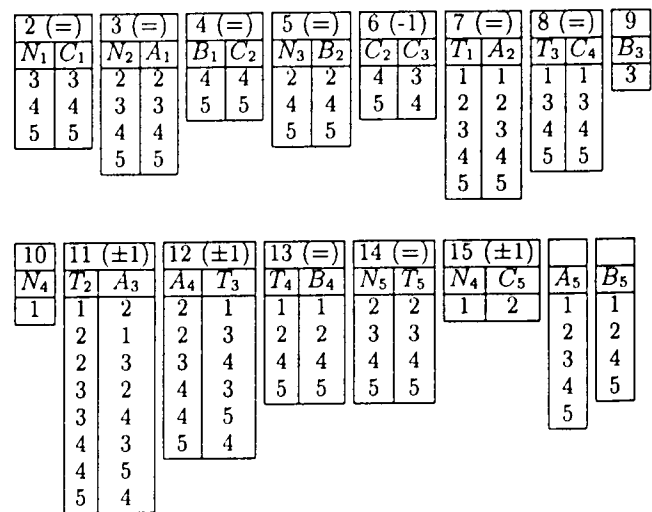 2 (=) 3 (=) 4 (=) 5 (=) 6 (-1) 7 (=) 8 (=) 9
N₁ C₁ N₂ A₁ B₁ C₂ N₃ B₂ C₂ C₃ T₁ A₂ T₃ C₄ B₃
3 3 2 2 4 4 2 2 4 3 1 1 1 1 3
4 4 3 3 5 5 4 4 5 4 2 2 3 3
5 5 4 4 5 5 3 3 4 4
5 5 4 4 5 5
5 5
10 11 (±1) 12 (±1) 13 (=) 14 (=) 15 (±1)
N₄ T₂ A₃ A₄ T₃ T₄ B₄ N₅ T₅ N₄ C₅ A₅ B₅
1 1 2 2 1 1 1 2 2 1 2 1 1
2 1 2 3 2 2 3 3 2 2
2 3 3 4 4 4 4 4 3 4
3 2 4 3 5 5 5 5 4 5
3 4 4 5 5
4 3 5 4
4 5
5 4